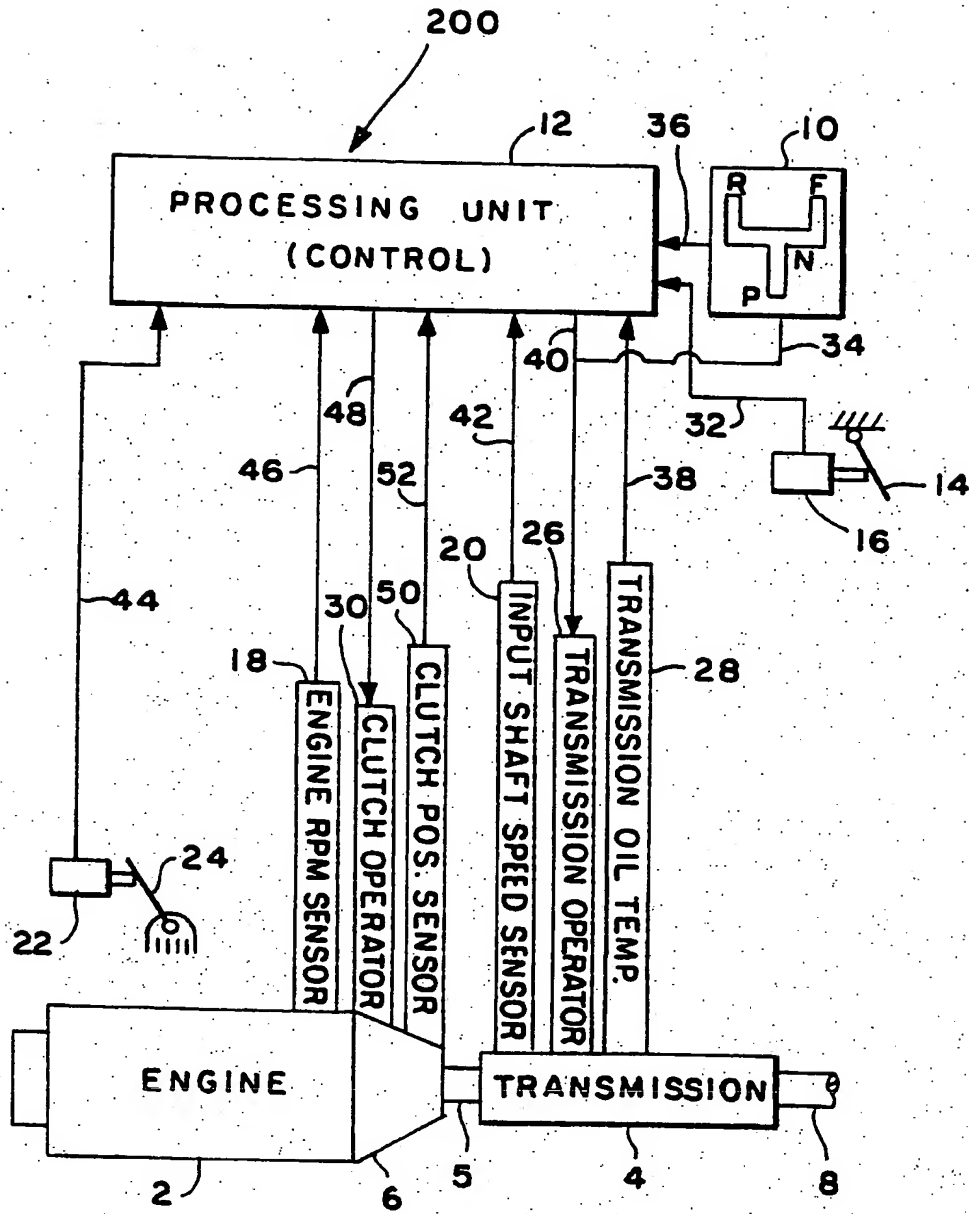 200
12
36
10
PROCESSING UNIT
(CONTROL)
R
F
N
P
40
34
48
42
32
46
52
38
14
16
26
20
44
50
30
18
28
ENGINE RPM SENSOR
CLUTCH OPERATOR
CLUTCH POS. SENSOR
INPUT SHAFT SPEED SENSOR
TRANSMISSION OPERATOR
TRANSMISSION OIL TEMP.
24
22
ENGINE
TRANSMISSION
2
6
5
4
8